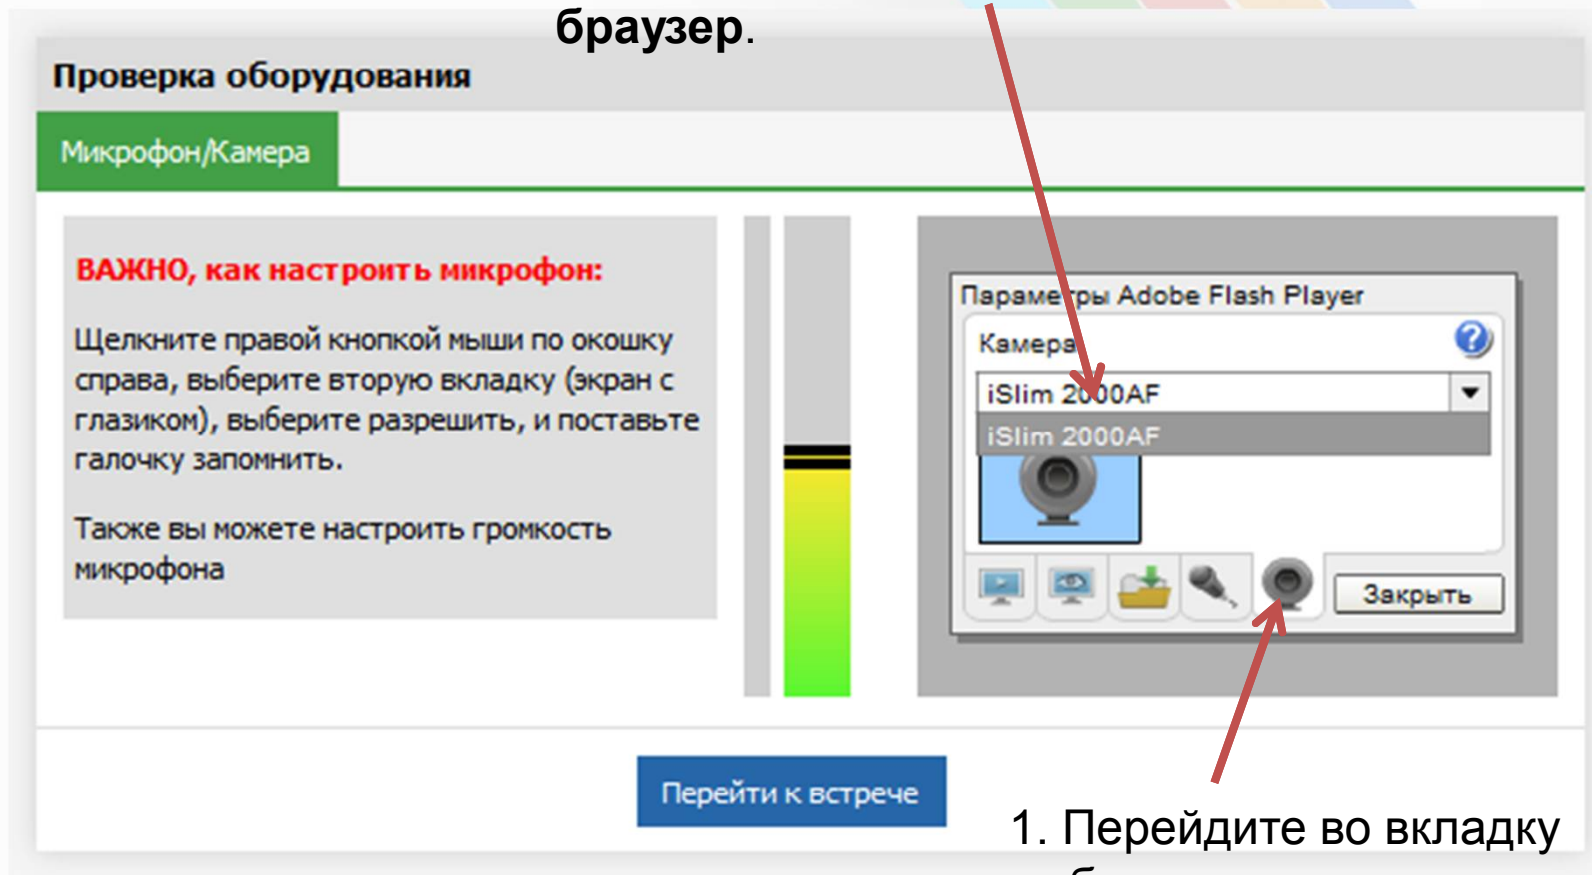 браузер.
Проверка оборудования
Микрофон/Камера
ВАЖНО, как настроить микрофон:
Щелкните правой кнопкой мыши по окошку
справа, выберите вторую вкладку (экран с
глазиком), выберите разрешить, и поставьте
галочку запомнить.
Также вы можете настроить громкость
микрофона
Параметры Adobe Flash Player
Камера
iSlim 2000AF
iSlim 2000AF
Закрыть
Перейти к встрече
1. Перейдите во вкладку